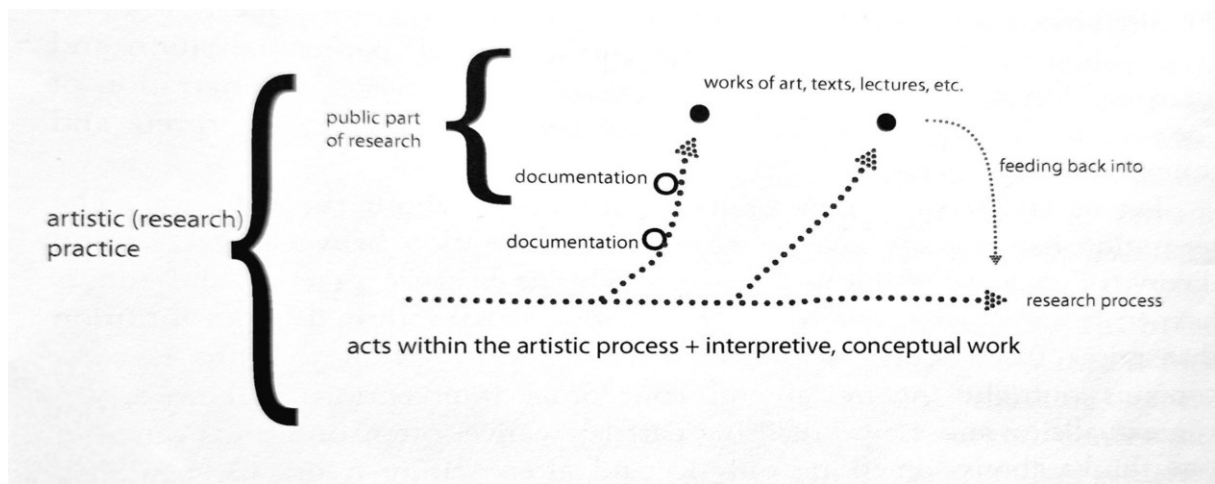 works of art, texts, lectures, etc.
public part
of research
feeding back into
documentation
artistic (research)
practice
documentation
research process
acts within the artistic process + interpretive, conceptual work